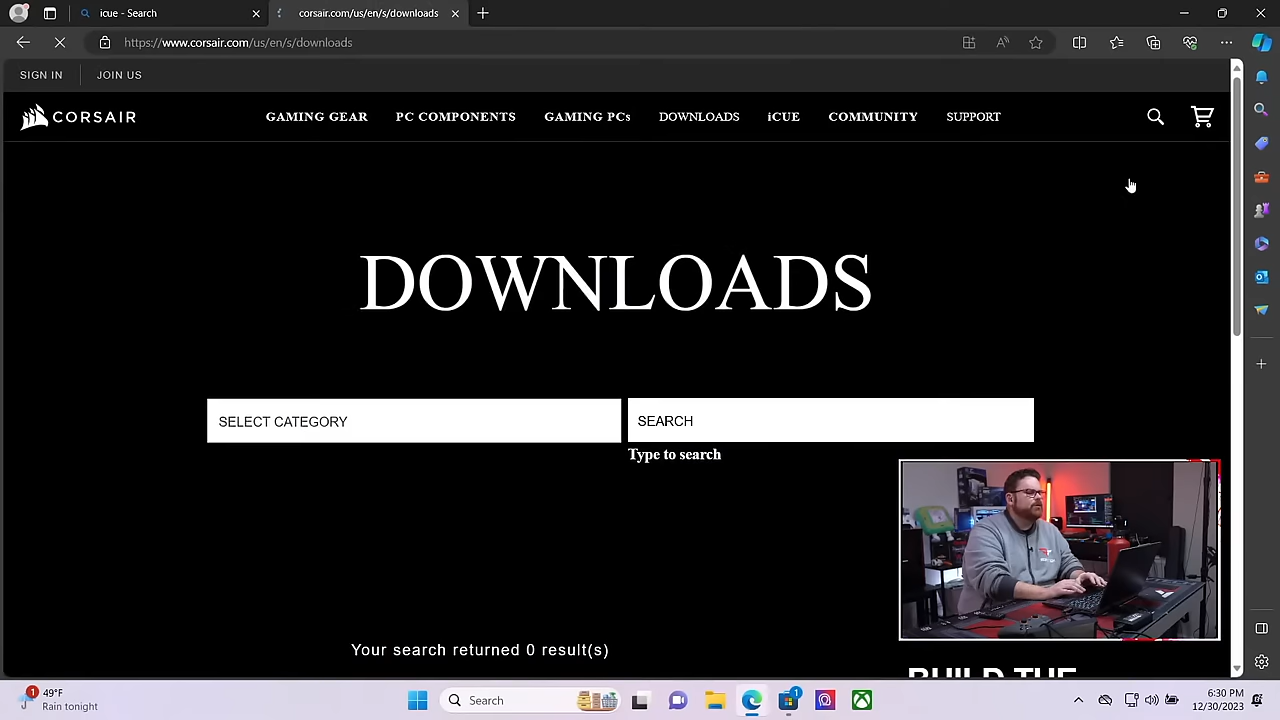 icue - Search
corsair.com/us/en/s/downloads
https://www.corsair.com/us/en/s/downloads
SIGN IN
JOIN US
CORSAIR
GAMING GEAR
PC COMPONENTS
GAMING PCs
DOWNLOADS
iCUE
COMMUNITY
SUPPORT
DOWNLOADS
SELECT CATEGORY
SEARCH
Type to search
Your search returned 0 result(s)
1
49°F
Rain tonight
Search
1
6:30 PM
12/30/2023